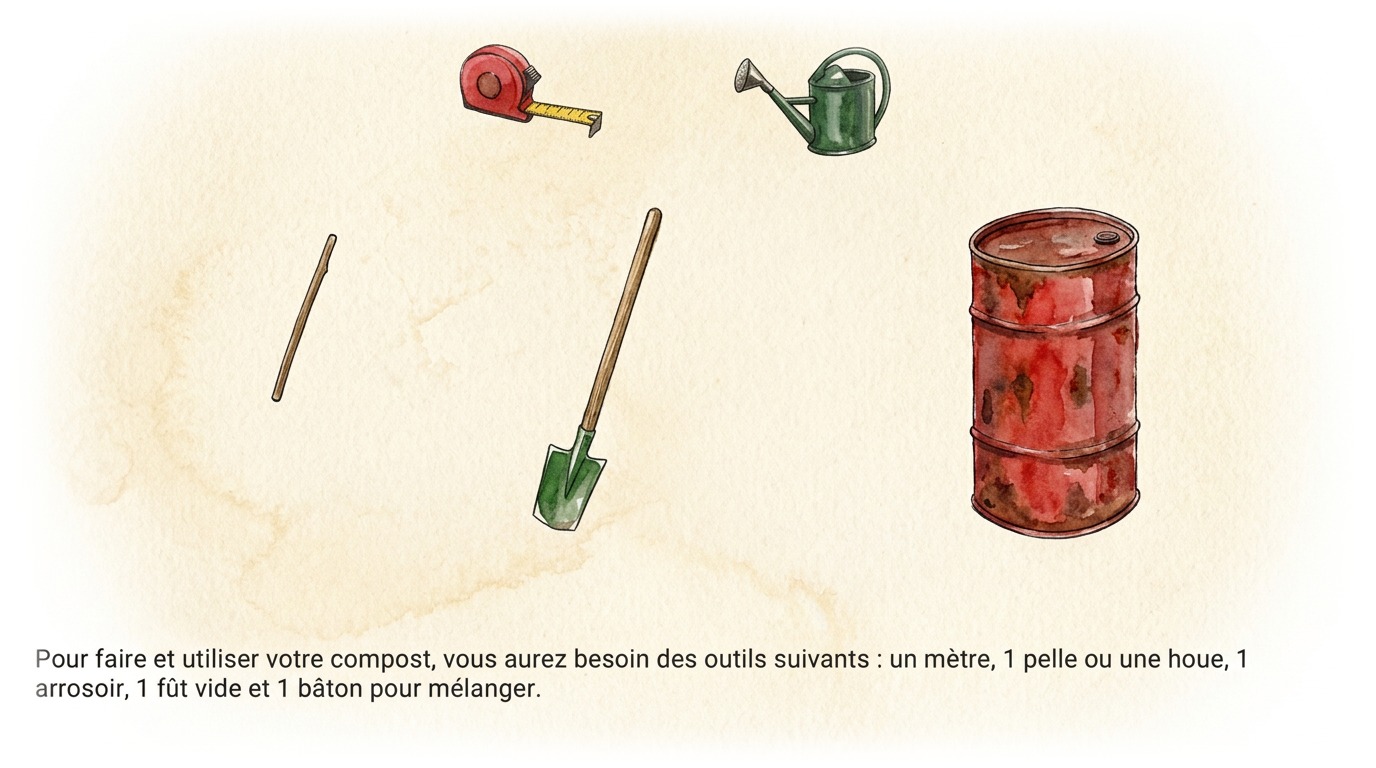 Pour faire et utiliser votre compost, vous aurez besoin des outils suivants : un mètre, 1 pelle ou une houe, 1
arrosoir, 1 fût vide et 1 bâton pour mélanger.